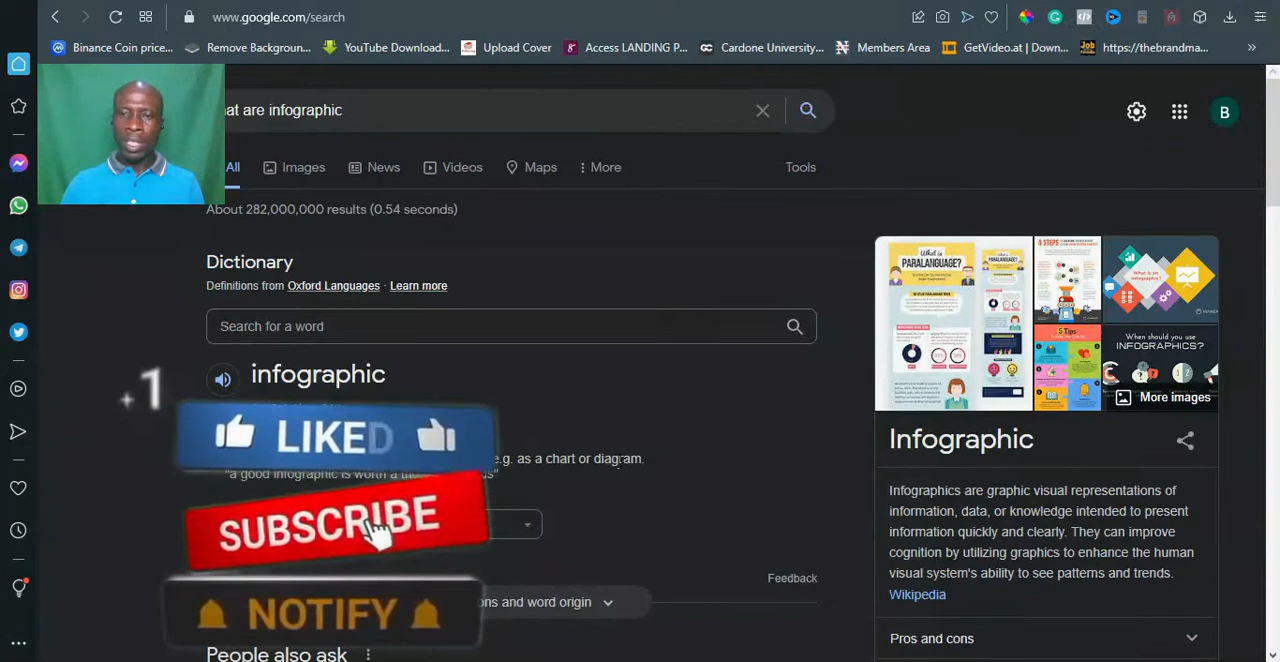 www.google.com/search
Binance Coin pric...
Remove Backgroun...
YouTube Download...
Upload Cover
Access LANDING P...
Cardone University...
Members Area
GetVideo.at | Down...
https://thebrandma...
»
at are infographic
B
All
Images
News
Videos
Maps
More
Tools
About 282,000,000 results (0.54 seconds)
Dictionary
Definitions from Oxford Languages · Learn more
Search for a word
infographic
+1
LIKED
e.g. as a chart or diagram.
"a good infographic is worth a
SUBSCRIBE
Feedback
NOTIFY
ons and word origin
People also ask
What is
PARALANGUAGE?
What is an
infographic?
5 Tips
WHEN SHOULD YOU USE
INFOGRAPHICS?
More images
Infographic
Infographics are graphic visual representations of
information, data, or knowledge intended to present
information quickly and clearly. They can improve
cognition by utilizing graphics to enhance the human
visual system's ability to see patterns and trends.
Wikipedia
Pros and cons